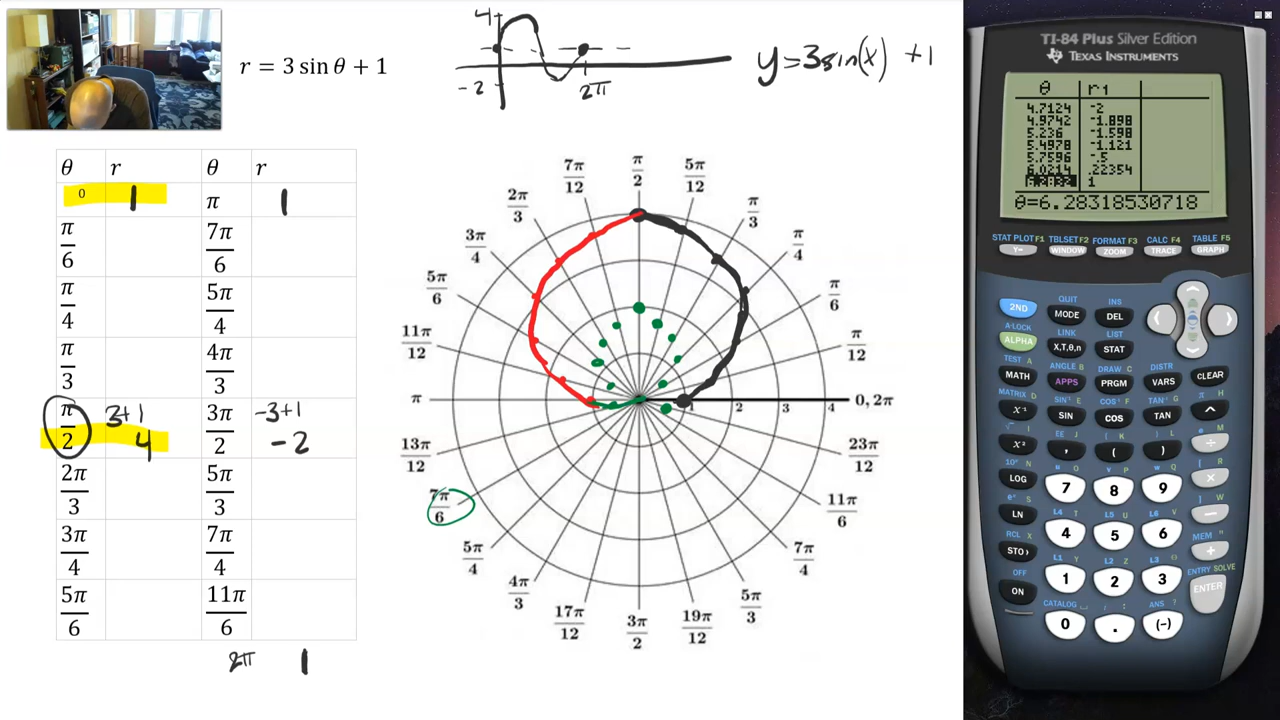 r = 3 sin θ + 1
4
-2
2π
y=3sin(x) +1
θ r θ r
0 1 π 1
π/6 7π/6
π/4 5π/4
π/3 4π/3
π/2 3+1 4 3π/2 -3+1 -2
2π/3 5π/3
3π/4 7π/4
5π/6 11π/6
2π 1
π/2
7π/12 5π/12
2π/3 π/3
3π/4 π/4
5π/6 π/6
11π/12 π/12
π 1 2 3 4 0, 2π
13π/12 23π/12
7π/6 11π/6
5π/4 7π/4
4π/3 5π/3
17π/12 19π/12
3π/2
TI-84 Plus Silver Edition
TEXAS INSTRUMENTS
θ r1
4.7124 -2
4.9742 -1.898
5.236 -1.598
5.4978 -1.121
5.7596 -.5
6.0214 .22354
6.2832 1
θ=6.28318530718
STAT PLOT F1 TBLSET F2 FORMAT F3 CALC F4 TABLE F5
Y= WINDOW ZOOM TRACE GRAPH
QUIT INS
2ND MODE DEL
A-LOCK LINK LIST
ALPHA X,T,θ,n STAT
TEST A ANGLE B DRAW C DISTR
MATH APPS PRGM VARS CLEAR
MATRIX D SIN⁻¹ E COS⁻¹ F TAN⁻¹ G π H
x⁻¹ SIN COS TAN ^
√ I EE J { K } L e M
x² , ( ) ÷
10ˣ N u O v P w Q [ R
LOG 7 8 9 ×
eˣ S L4 T L5 U L6 V ] W
LN 4 5 6 −
RCL X L1 Y L2 Z L3 θ MEM "
STO▸ 1 2 3 +
OFF CATALOG ␣ i : ANS ? ENTRY SOLVE
ON 0 . (-) ENTER